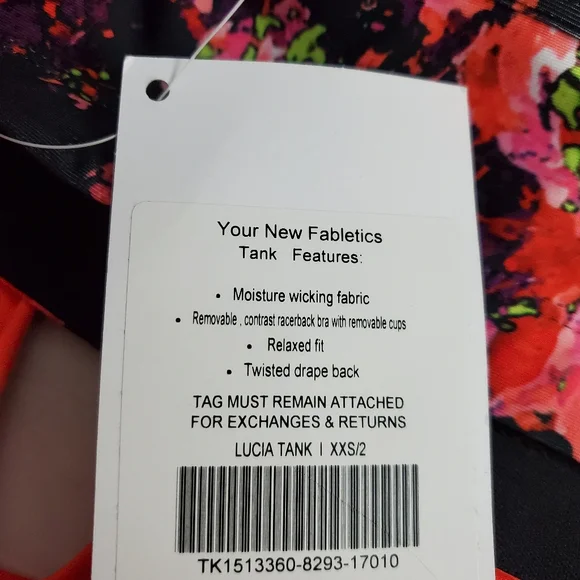 Your New Fabletics
Tank Features:
• Moisture wicking fabric
• Removable , contrast racerback bra with removable cups
• Relaxed fit
• Twisted drape back
TAG MUST REMAIN ATTACHED
FOR EXCHANGES & RETURNS
LUCIA TANK | XXS/2
TK1513360-8293-17010